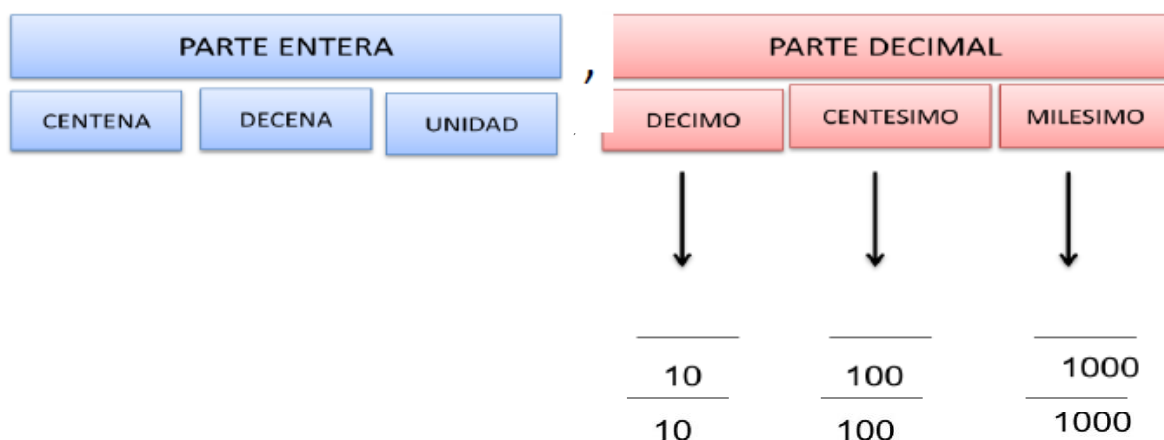 PARTE ENTERA , PARTE DECIMAL
CENTENA DECENA UNIDAD . DECIMO CENTESIMO MILESIMO
10 100 1000
10 100 1000